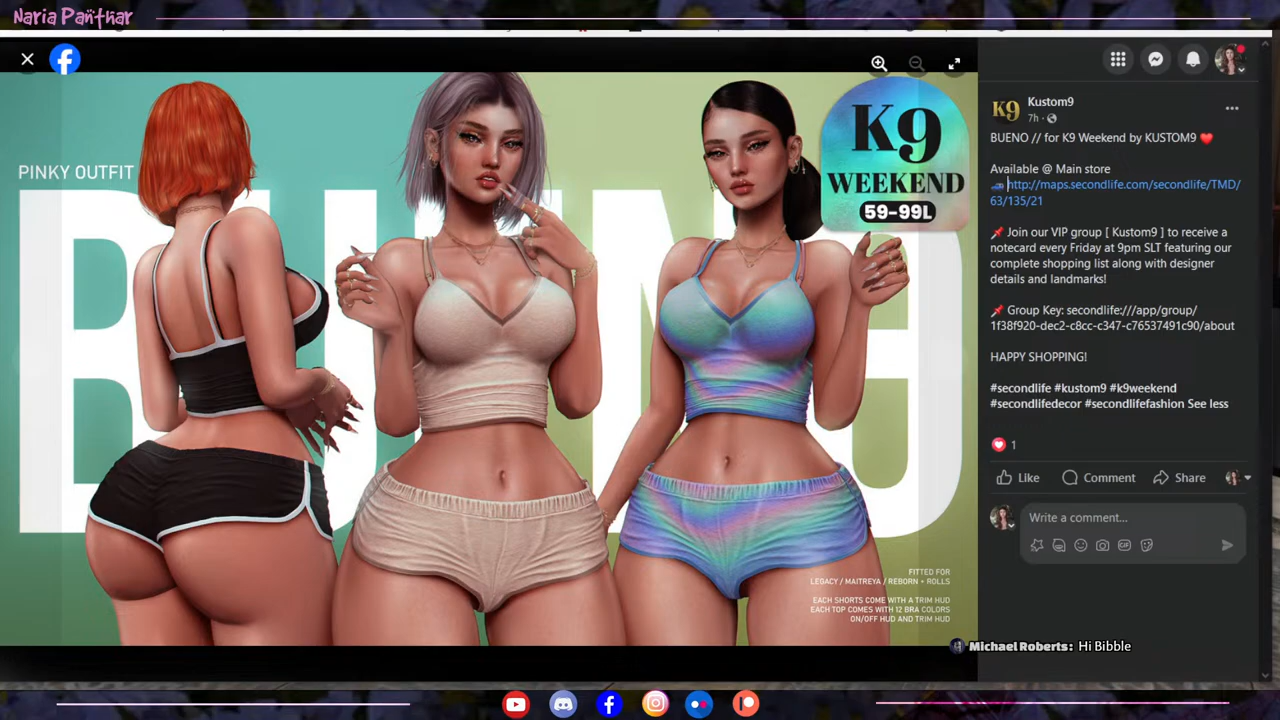 Naria Panthar
PINKY OUTFIT
BUENO
K9
WEEKEND
59-99L
FITTED FOR
LEGACY / MAITREYA / REBORN + ROLLS
EACH SHORTS COME WITH A TRIM HUD
EACH TOP COMES WITH 12 BRA COLORS
ON/OFF HUD AND TRIM HUD
K9
Kustom9
7h ·
BUENO // for K9 Weekend by KUSTOM9 ❤️
Available @ Main store
🚙 http://maps.secondlife.com/secondlife/TMD/
63/135/21
📌 Join our VIP group [ Kustom9 ] to receive a
notecard every Friday at 9pm SLT featuring our
complete shopping list along with designer
details and landmarks!
📌 Group Key: secondlife:///app/group/
1f38f920-dec2-c8cc-c347-c76537491c90/about
HAPPY SHOPPING!
#secondlife #kustom9 #k9weekend
#secondlifedecor #secondlifefashion See less
1
Like Comment Share
Write a comment...
GIF
Michael Roberts: Hi Bibble